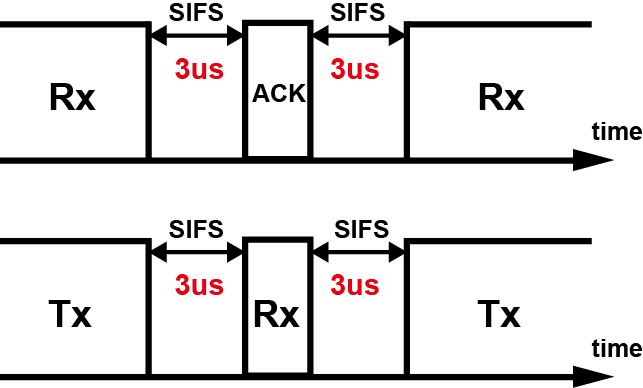 SIFS SIFS
3us 3us
Rx ACK Rx
time
SIFS SIFS
3us 3us
Tx Rx Tx
time